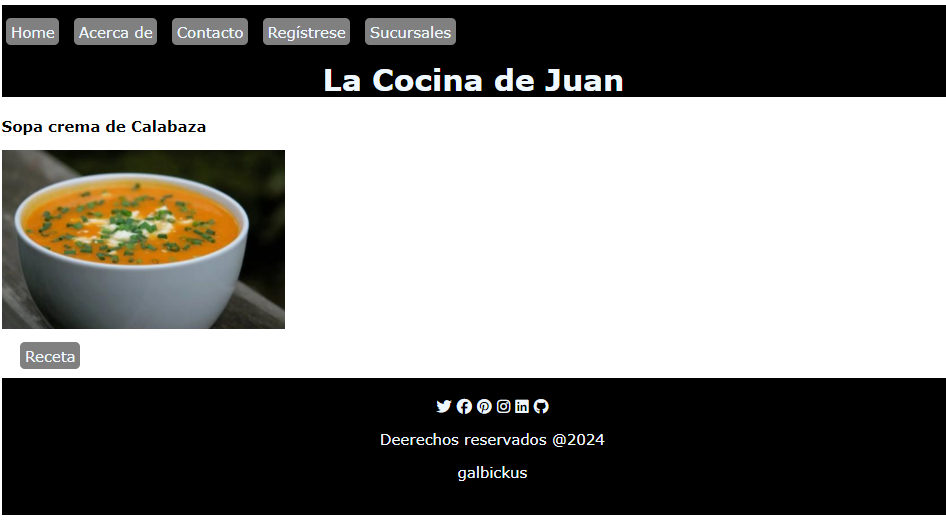 Home Acerca de Contacto Regístrese Sucursales
La Cocina de Juan
Sopa crema de Calabaza
Receta
Deerechos reservados @2024
galbickus